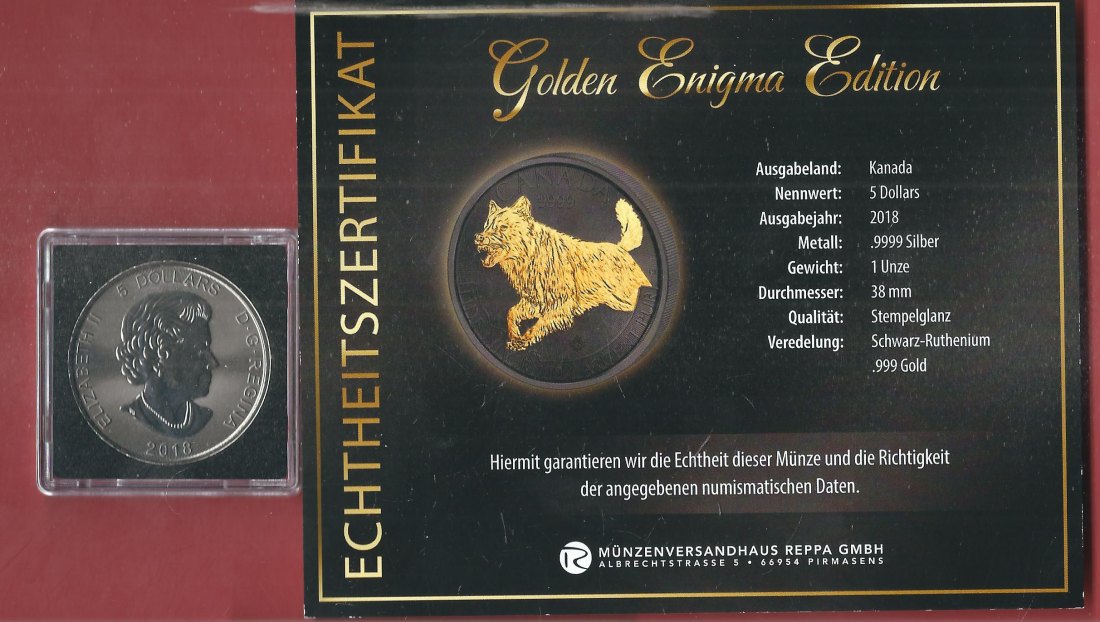 5 DOLLARS
ELIZABETH II
D·G·REGINA
2018
ECHTHEITSZERTIFIKAT
Golden Enigma Edition
CANADA
9999
Ausgabeland: Kanada
Nennwert: 5 Dollars
Ausgabejahr: 2018
Metall: .9999 Silber
Gewicht: 1 Unze
Durchmesser: 38 mm
Qualität: Stempelglanz
Veredelung: Schwarz-Ruthenium
.999 Gold
Hiermit garantieren wir die Echtheit dieser Münze und die Richtigkeit
der angegebenen numismatischen Daten.
R
MÜNZENVERSANDHAUS REPPA GMBH
ALBRECHTSTRASSE 5 • 66954 PIRMASENS